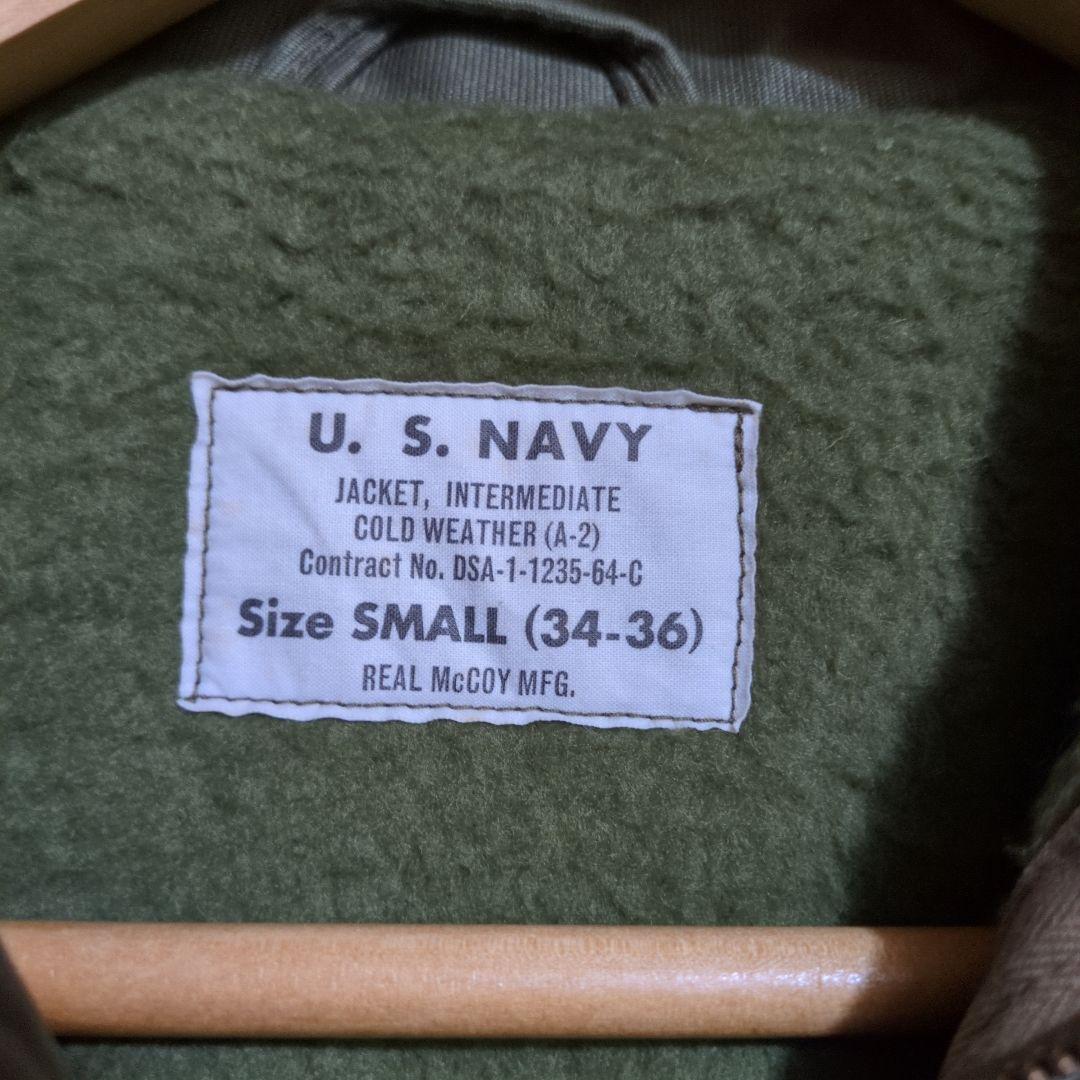 U. S. NAVY
JACKET, INTERMEDIATE
COLD WEATHER (A-2)
Contract No. DSA-1-1235-64-C
Size SMALL (34-36)
REAL McCOY MFG.